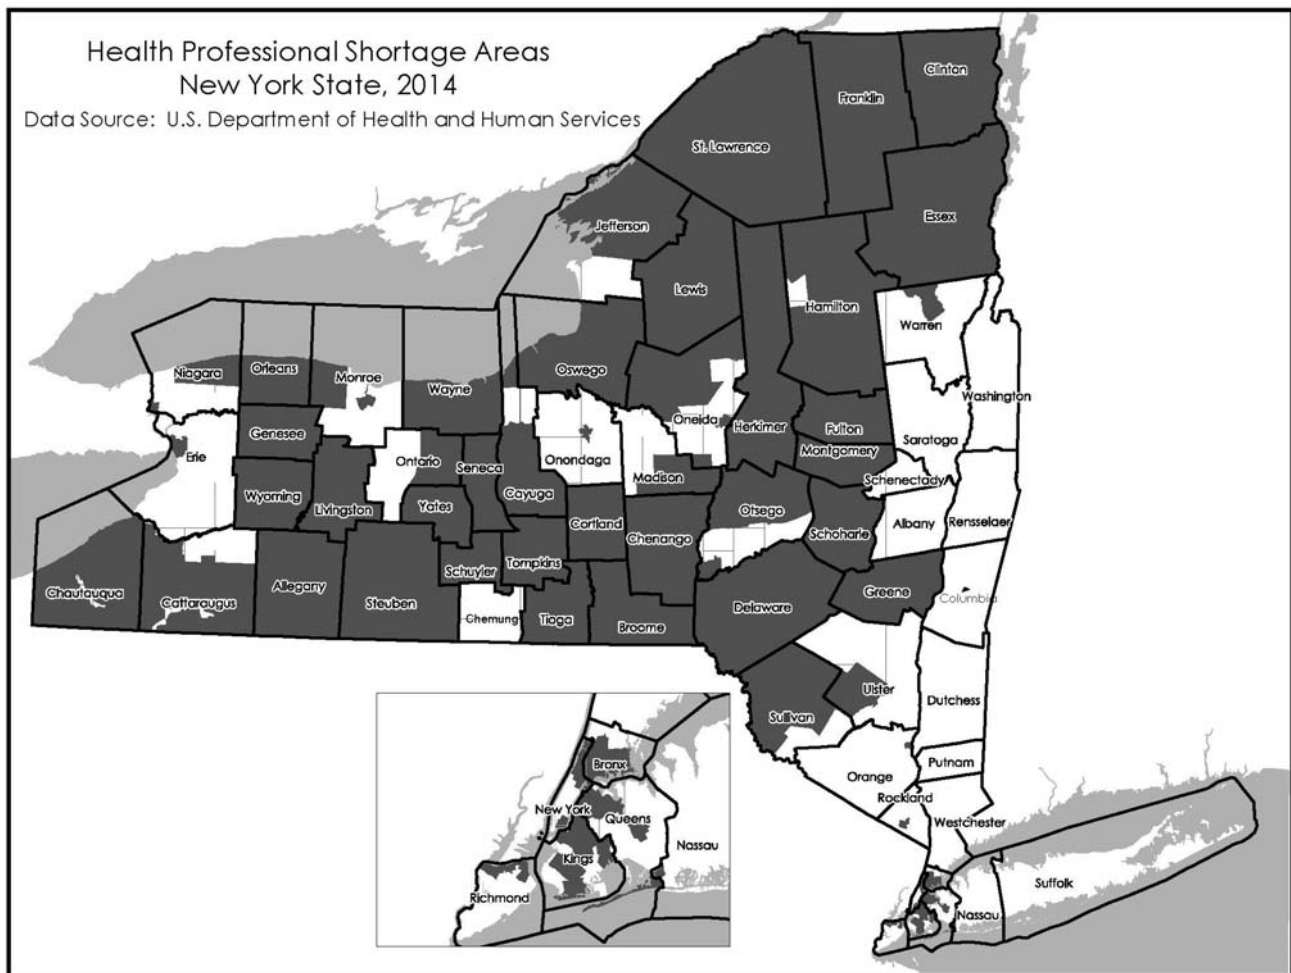 Health Professional Shortage Areas
New York State, 2014
Data Source: U.S. Department of Health and Human Services
Clinton
Franklin
St. Lawrence
Essex
Jefferson
Lewis
Hamilton
Warren
Oswego
Niagara
Orleans
Monroe
Wayne
Washington
Oneida
Herkimer
Fulton
Genesee
Saratoga
Erie
Ontario
Seneca
Onondaga
Montgomery
Madison
Schenectady
Wyoming
Livingston
Yates
Cayuga
Otsego
Cortland
Albany
Rensselaer
Schoharie
Chenango
Tompkins
Schuyler
Allegany
Chautauqua
Cattaraugus
Steuben
Greene
Columbia
Delaware
Chemung
Tioga
Broome
Ulster
Dutchess
Sullivan
Putnam
Orange
Rockland
Westchester
Suffolk
Nassau
Bronx
New York
Queens
Nassau
Kings
Richmond